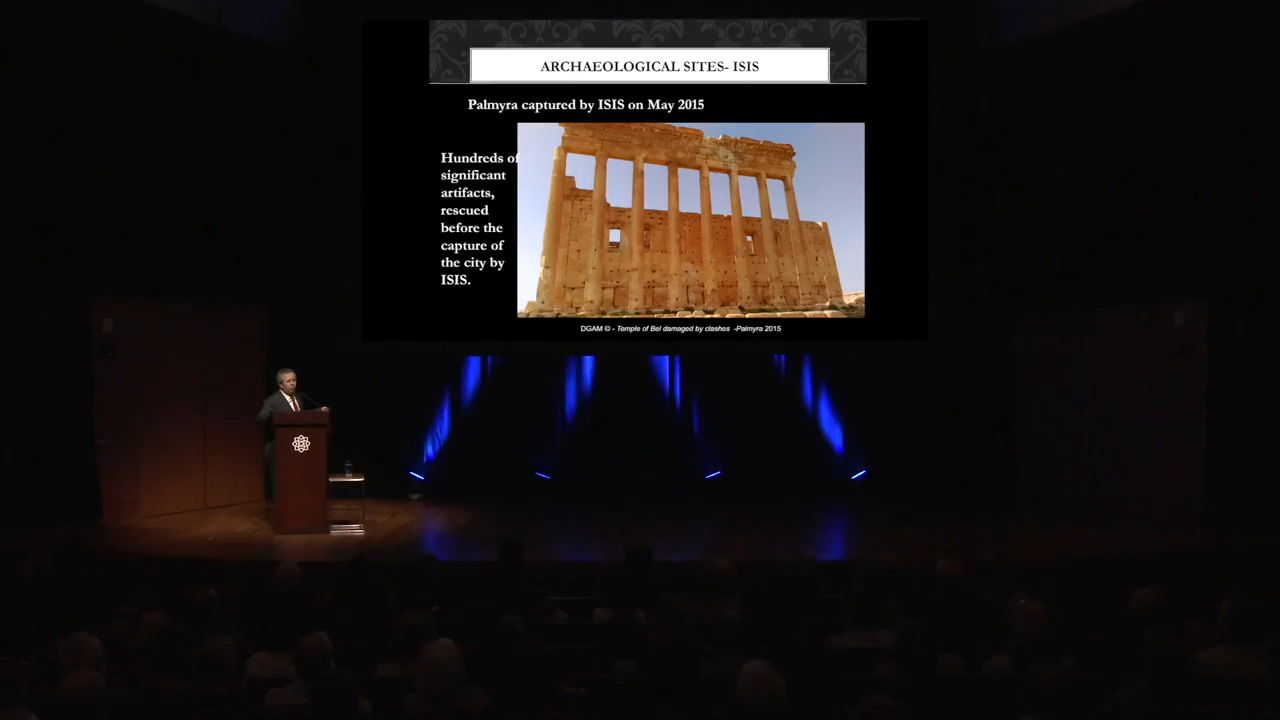 ARCHAEOLOGICAL SITES- ISIS
Palmyra captured by ISIS on May 2015
Hundreds of
significant
artifacts,
rescued
before the
capture of
the city by
ISIS.
DGAM © - Temple of Bel damaged by clashes -Palmyra 2015